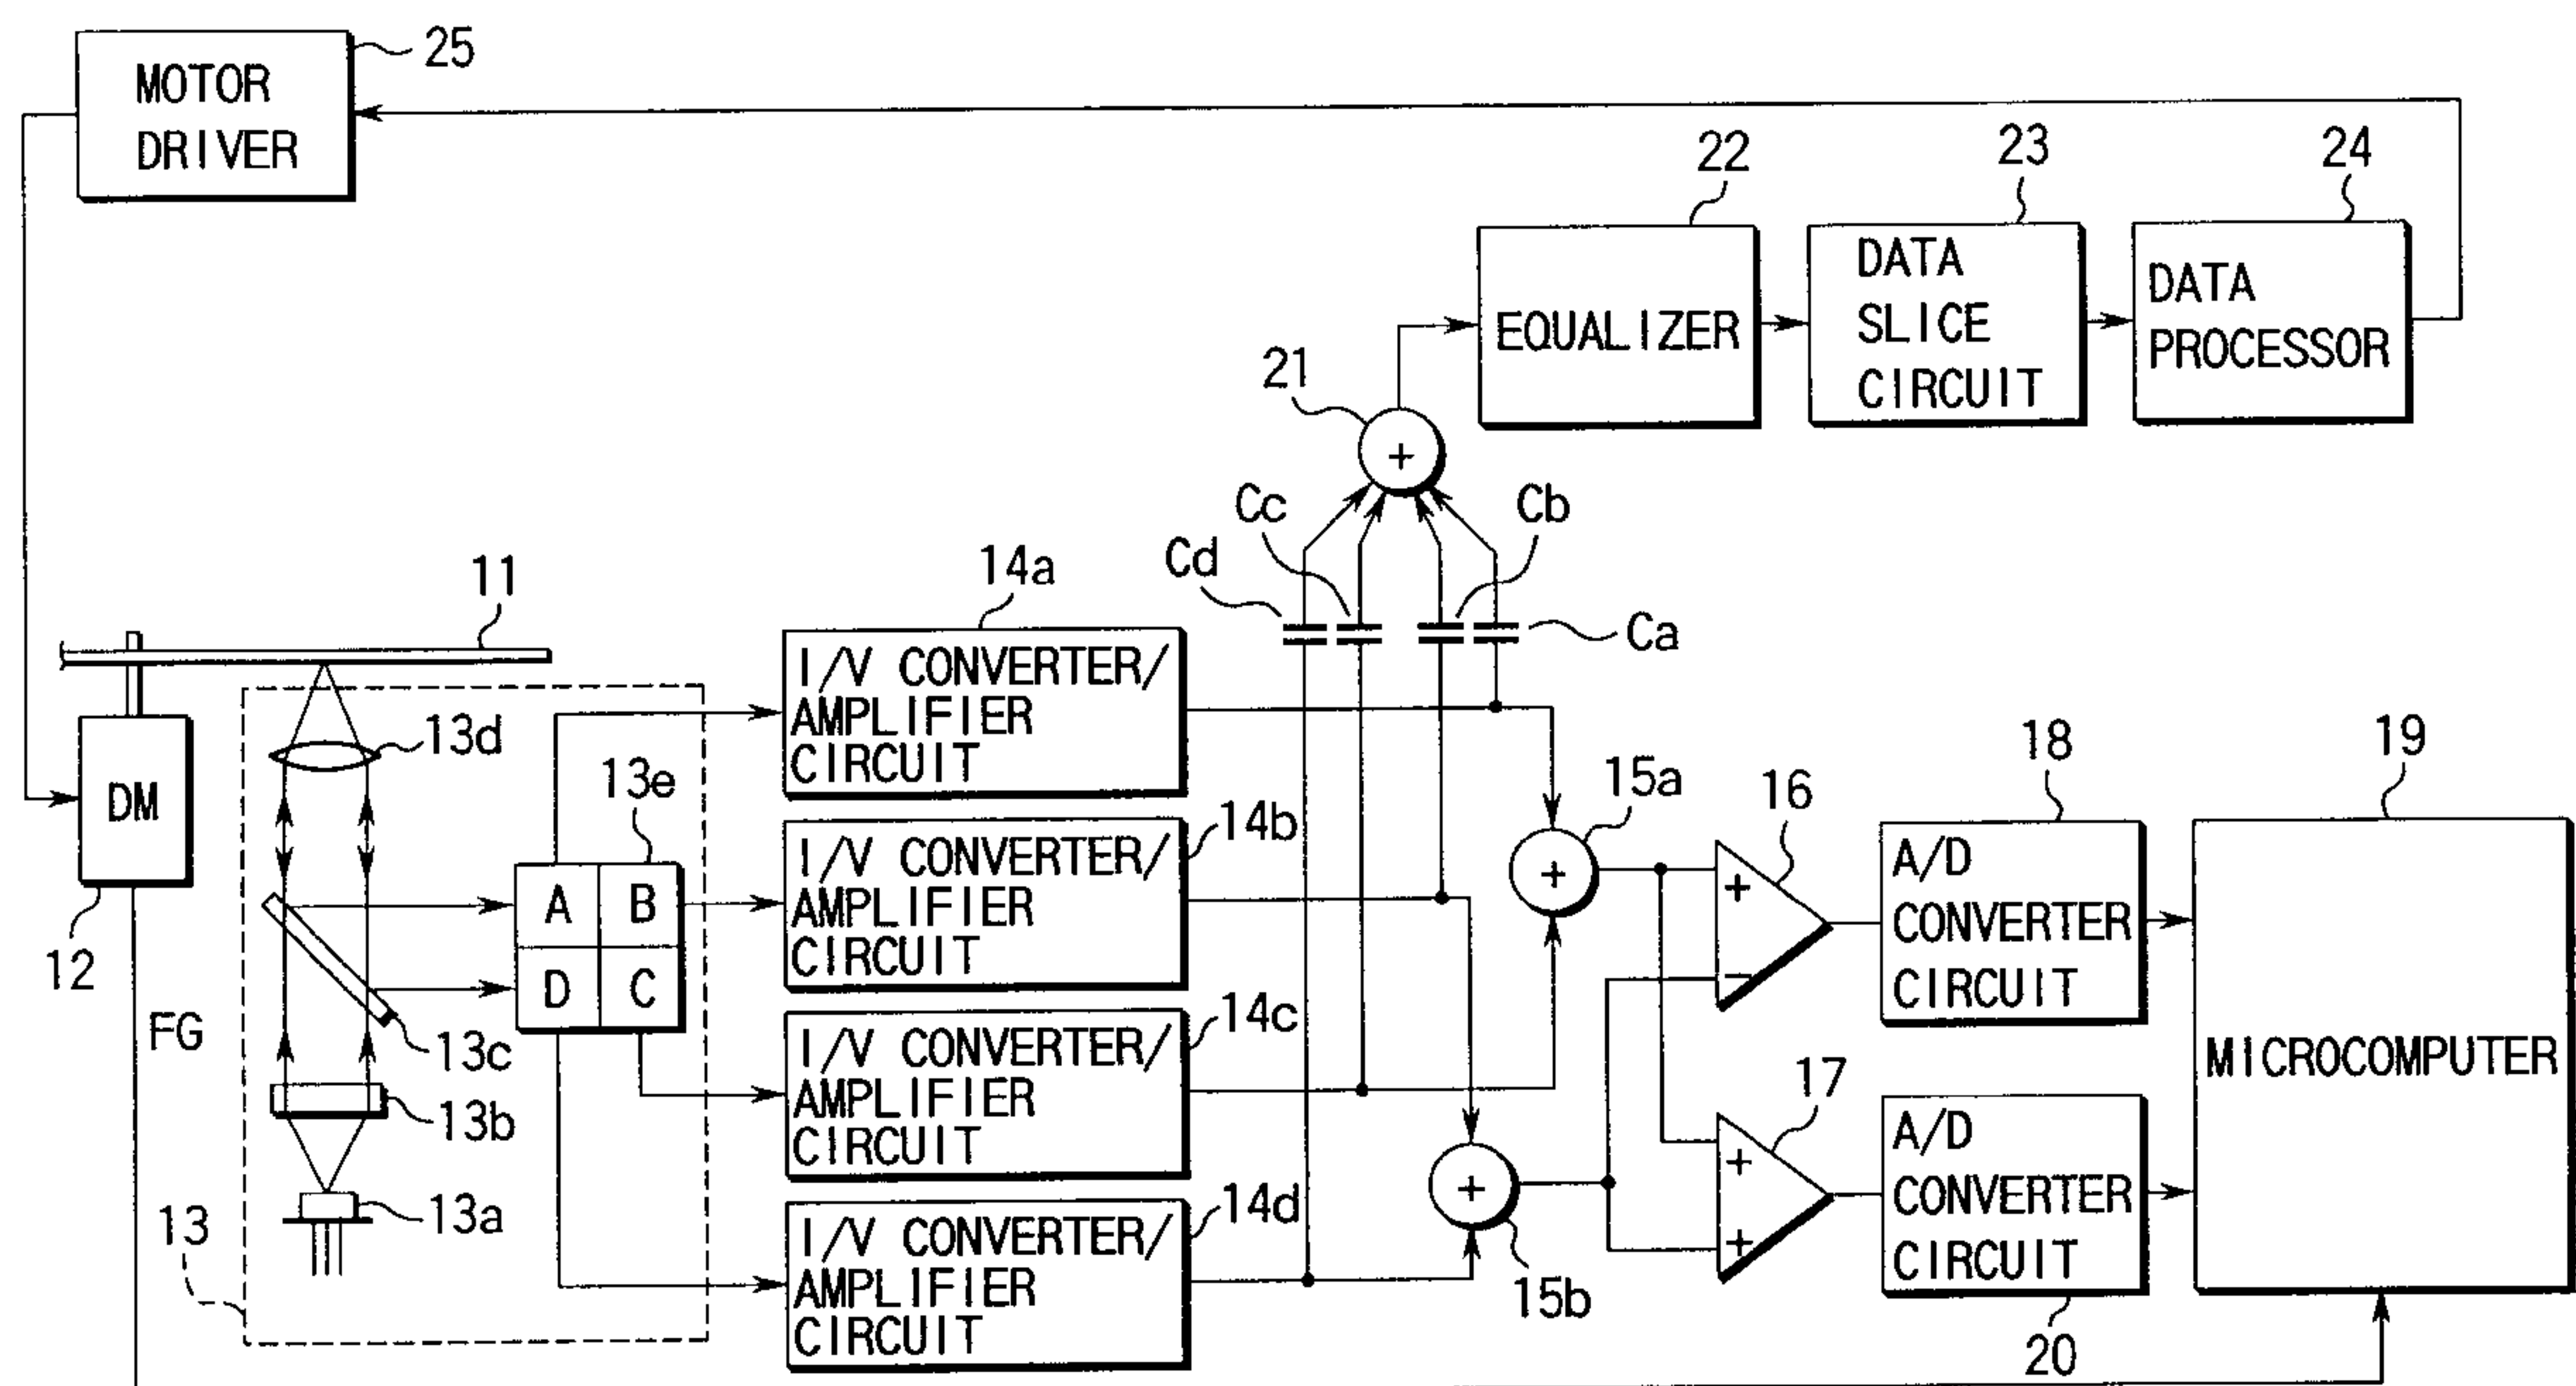 25
MOTOR
DRIVER
22
23
24
EQUALIZER
DATA
SLICE
CIRCUIT
DATA
PROCESSOR
21
+
Cc
Cb
Cd
Ca
11
14a
I/V CONVERTER/
AMPLIFIER
CIRCUIT
13d
13e
DM
12
FG
A
B
D
C
13c
13b
13a
13
14b
I/V CONVERTER/
AMPLIFIER
CIRCUIT
14c
I/V CONVERTER/
AMPLIFIER
CIRCUIT
14d
I/V CONVERTER/
AMPLIFIER
CIRCUIT
15a
+
15b
+
16
+
−
17
+
+
18
A/D
CONVERTER
CIRCUIT
A/D
CONVERTER
CIRCUIT
20
19
MICROCOMPUTER